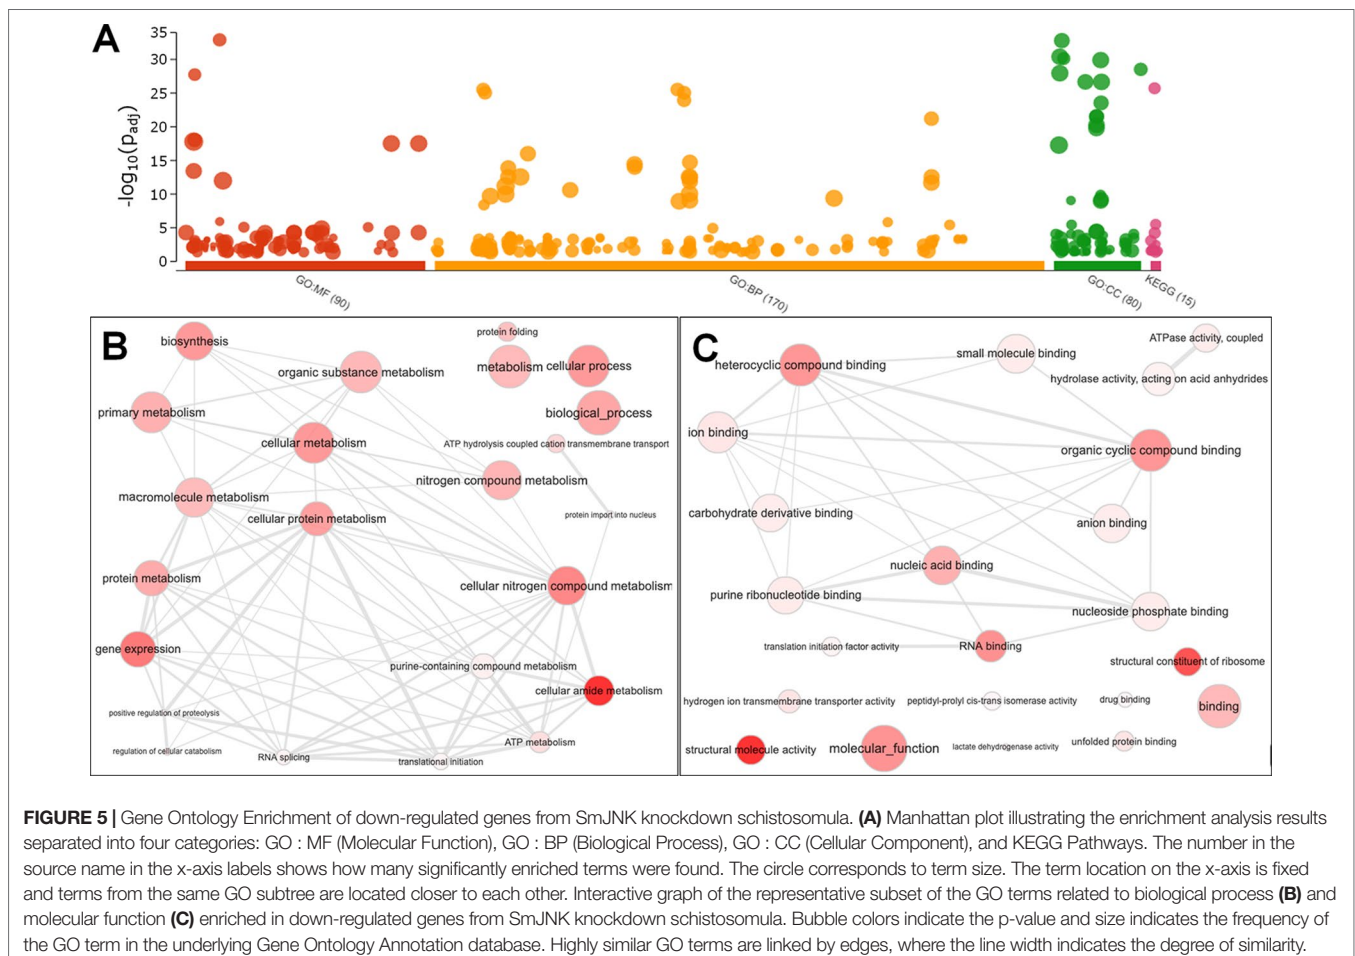 A
35
30
25
20
15
10
5
0
-log10(padj)
GO:MF (90)
GO:BP (170)
GO:CC (80)
KEGG (15)
B
biosynthesis
protein folding
organic substance metabolism
metabolism
cellular process
primary metabolism
biological_process
cellular metabolism
ATP hydrolysis coupled cation transmembrane transport
nitrogen compound metabolism
macromolecule metabolism
cellular protein metabolism
protein import into nucleus
protein metabolism
cellular nitrogen compound metabolism
gene expression
purine-containing compound metabolism
cellular amide metabolism
positive regulation of proteolysis
regulation of cellular catabolism
RNA splicing
ATP metabolism
translational initiation
C
ATPase activity, coupled
small molecule binding
heterocyclic compound binding
hydrolase activity, acting on acid anhydrides
ion binding
organic cyclic compound binding
carbohydrate derivative binding
anion binding
nucleic acid binding
purine ribonucleotide binding
nucleoside phosphate binding
translation initiation factor activity
RNA binding
structural constituent of ribosome
hydrogen ion transmembrane transporter activity
peptidyl-prolyl cis-trans isomerase activity
drug binding
binding
structural molecule activity
molecular_function
lactate dehydrogenase activity
unfolded protein binding
FIGURE 5 | Gene Ontology Enrichment of down-regulated genes from SmJNK knockdown schistosomula. (A) Manhattan plot illustrating the enrichment analysis results
separated into four categories: GO : MF (Molecular Function), GO : BP (Biological Process), GO : CC (Cellular Component), and KEGG Pathways. The number in the
source name in the x-axis labels shows how many significantly enriched terms were found. The circle corresponds to term size. The term location on the x-axis is fixed
and terms from the same GO subtree are located closer to each other. Interactive graph of the representative subset of the GO terms related to biological process (B) and
molecular function (C) enriched in down-regulated genes from SmJNK knockdown schistosomula. Bubble colors indicate the p-value and size indicates the frequency of
the GO term in the underlying Gene Ontology Annotation database. Highly similar GO terms are linked by edges, where the line width indicates the degree of similarity.